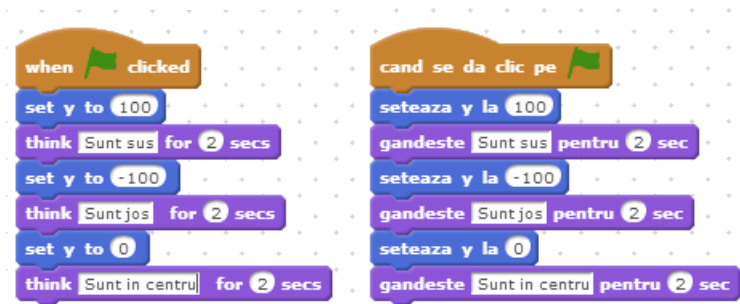 when clicked
set y to 100
think Sunt sus for 2 secs
set y to -100
think Sunt jos for 2 secs
set y to 0
think Sunt in centru for 2 secs
cand se da clic pe
seteaza y la 100
gandeste Sunt sus pentru 2 sec
seteaza y la -100
gandeste Sunt jos pentru 2 sec
seteaza y la 0
gandeste Sunt in centru pentru 2 sec